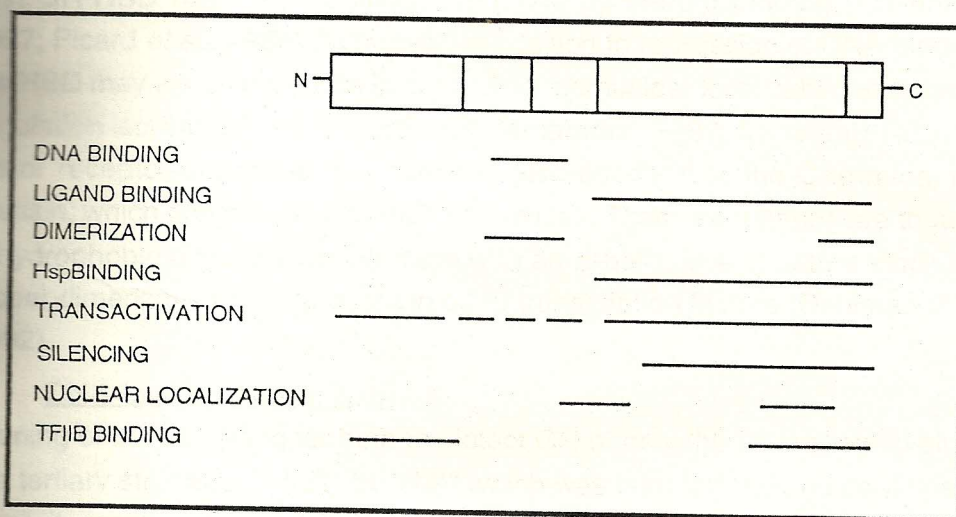 N
C
DNA BINDING
LIGAND BINDING
DIMERIZATION
HspBINDING
TRANSACTIVATION
SILENCING
NUCLEAR LOCALIZATION
TFIIB BINDING